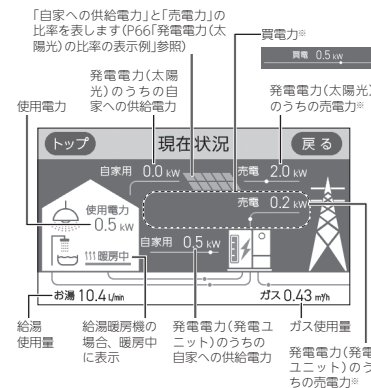 「自家への供給電力」と「売電力」の
比率を表します(P66「発電電力(太
陽光)の比率の表示例」参照)
買電力※
買電 0.5 kW
発電電力(太陽
光)のうちの自
家への供給電力
発電電力(太陽光)
のうちの売電力※
使用電力
トップ
現在状況
戻る
自家用 0.0 kW
売電 2.0 kW
売電 0.2 kW
使用電力
0.5 kW
自家用 0.5 kW
暖房中
お湯 10.4 L/min
ガス 0.43 m³/h
給湯
使用量
給湯暖房機の
場合、暖房中
に表示
発電電力(発電ユ
ニット)のうちの
自家への供給電力
ガス使用量
発電電力(発電
ユニット)のう
ちの売電力※